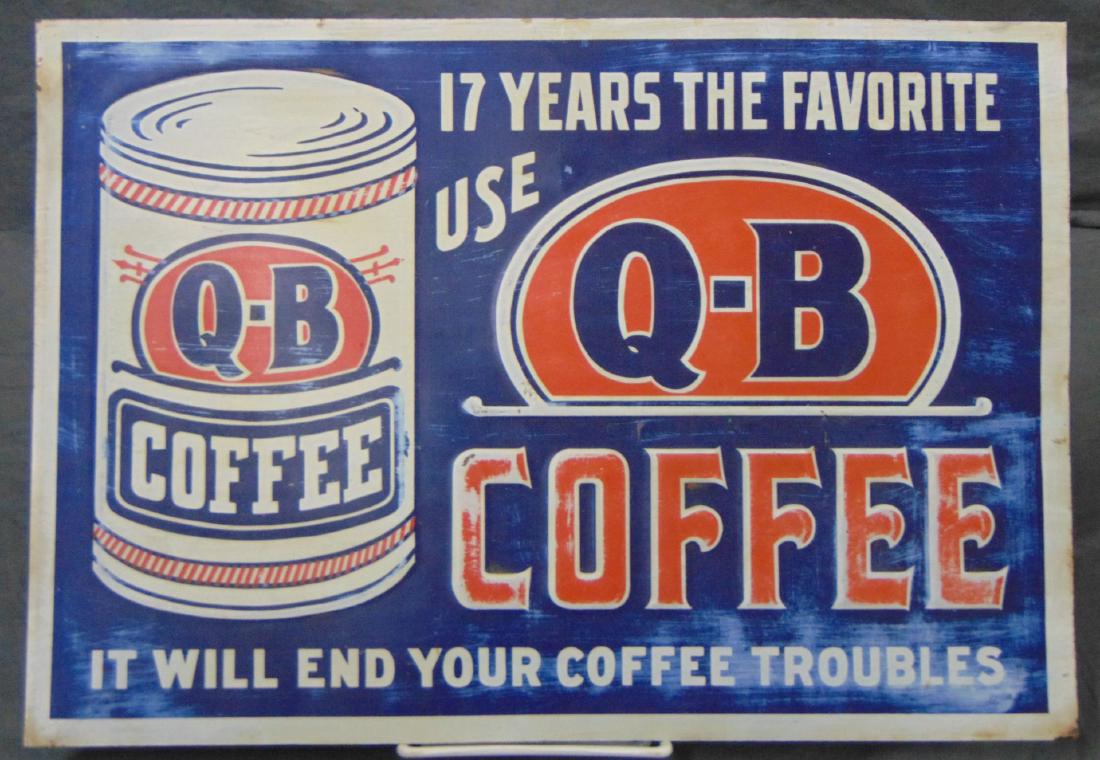 17 YEARS THE FAVORITE
USE
Q-B
COFFEE
Q-B
COFFEE
IT WILL END YOUR COFFEE TROUBLES